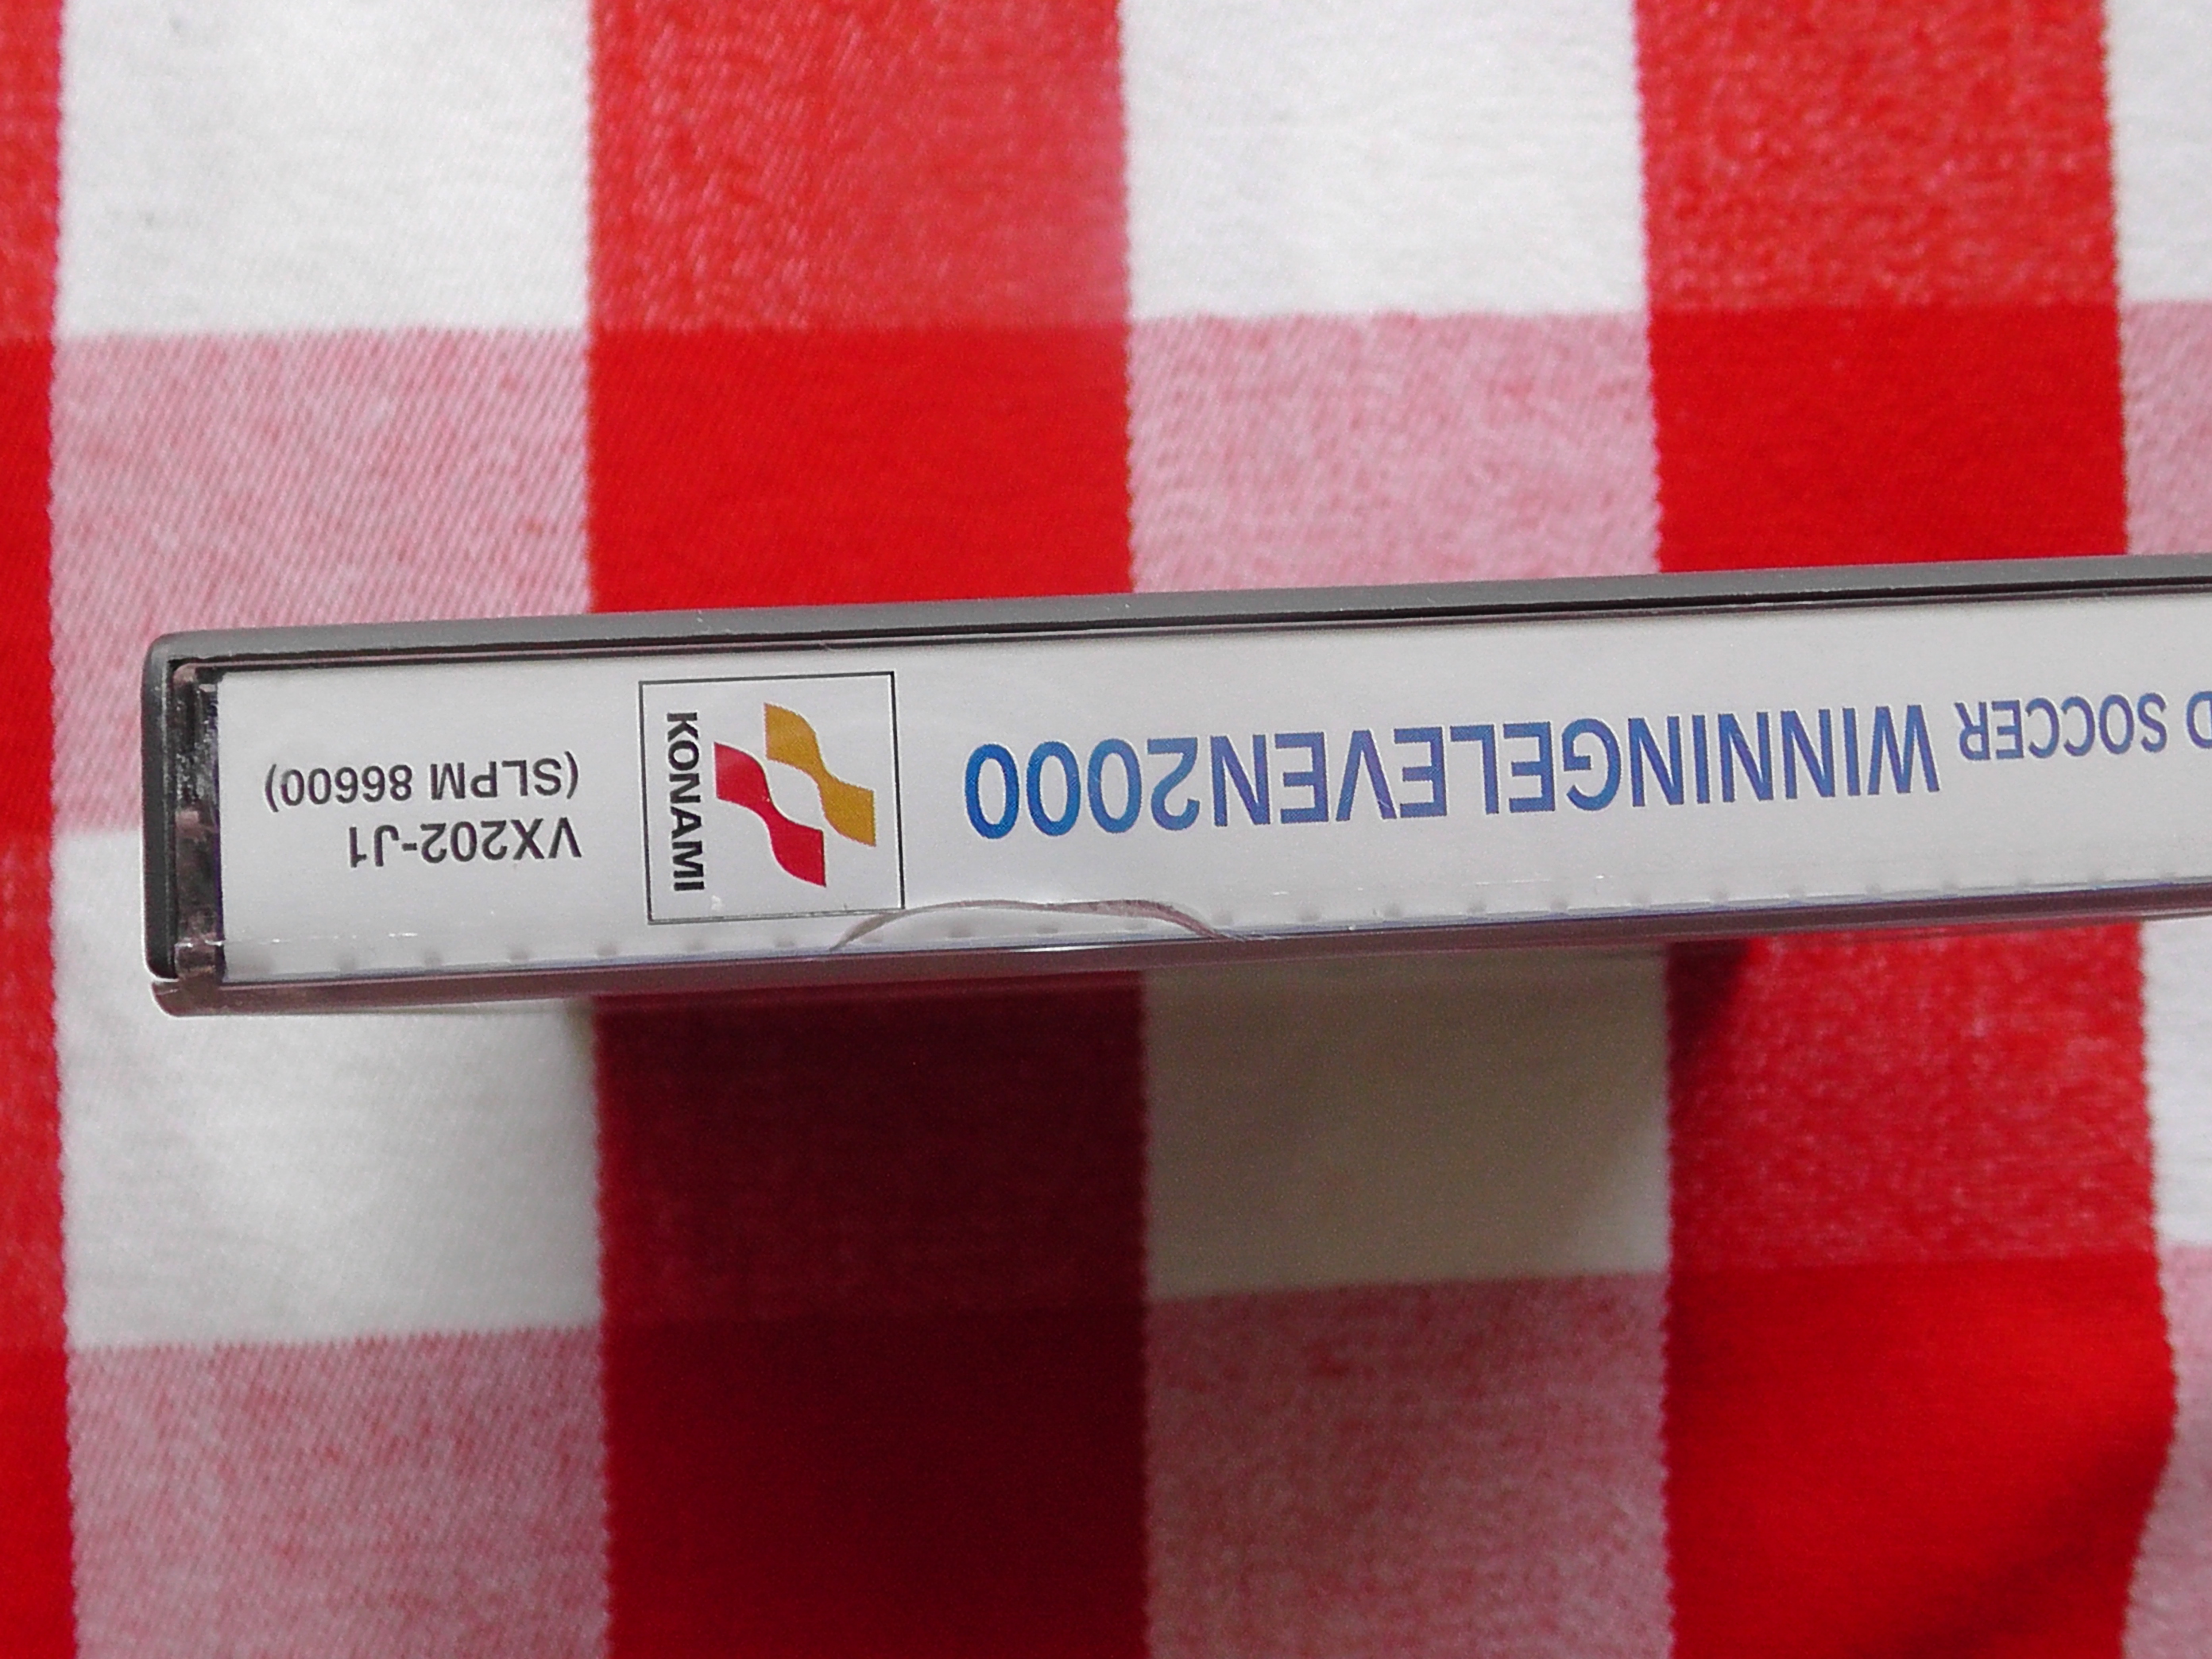 D SOCCER WINNINGELEVEN2000
KONAMI
VX202-J1
(SLPM 86600)